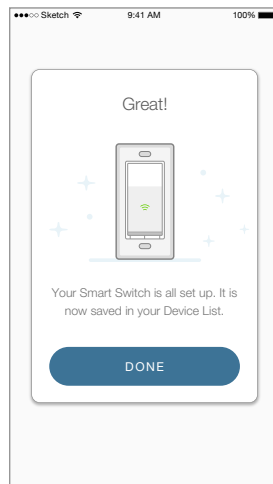 Sketch 9:41 AM 100%
Great!
Your Smart Switch is all set up. It is
now saved in your Device List.
DONE